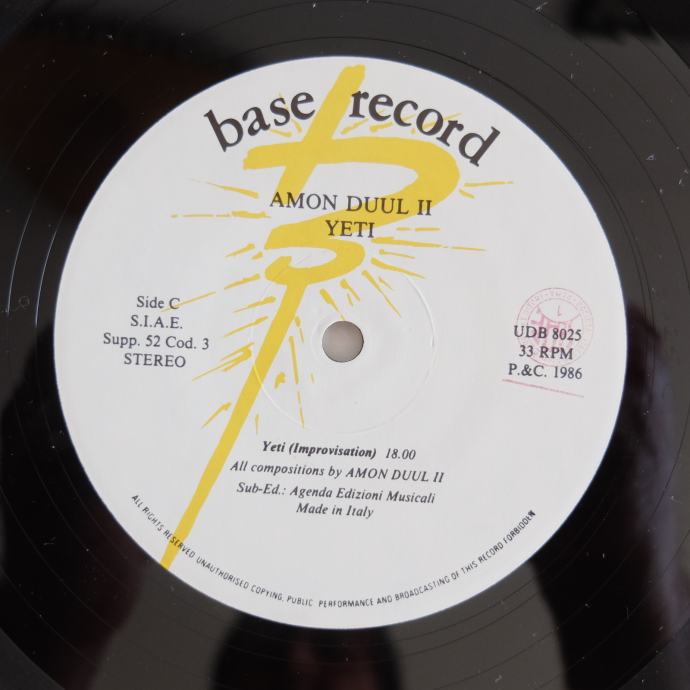 base record
AMON DUUL II
YETI
Side C
S.I.A.E.
Supp. 52 Cod. 3
STEREO
UDB 8025
33 RPM
P.&C. 1986
Yeti (Improvisation) 18.00
All compositions by AMON DUUL II
Sub-Ed.: Agenda Edizioni Musicali
Made in Italy
ALL RIGHTS RESERVED UNAUTHORISED COPYING, PUBLIC PERFORMANCE AND BROADCASTING OF THIS RECORD FORBIDDEN